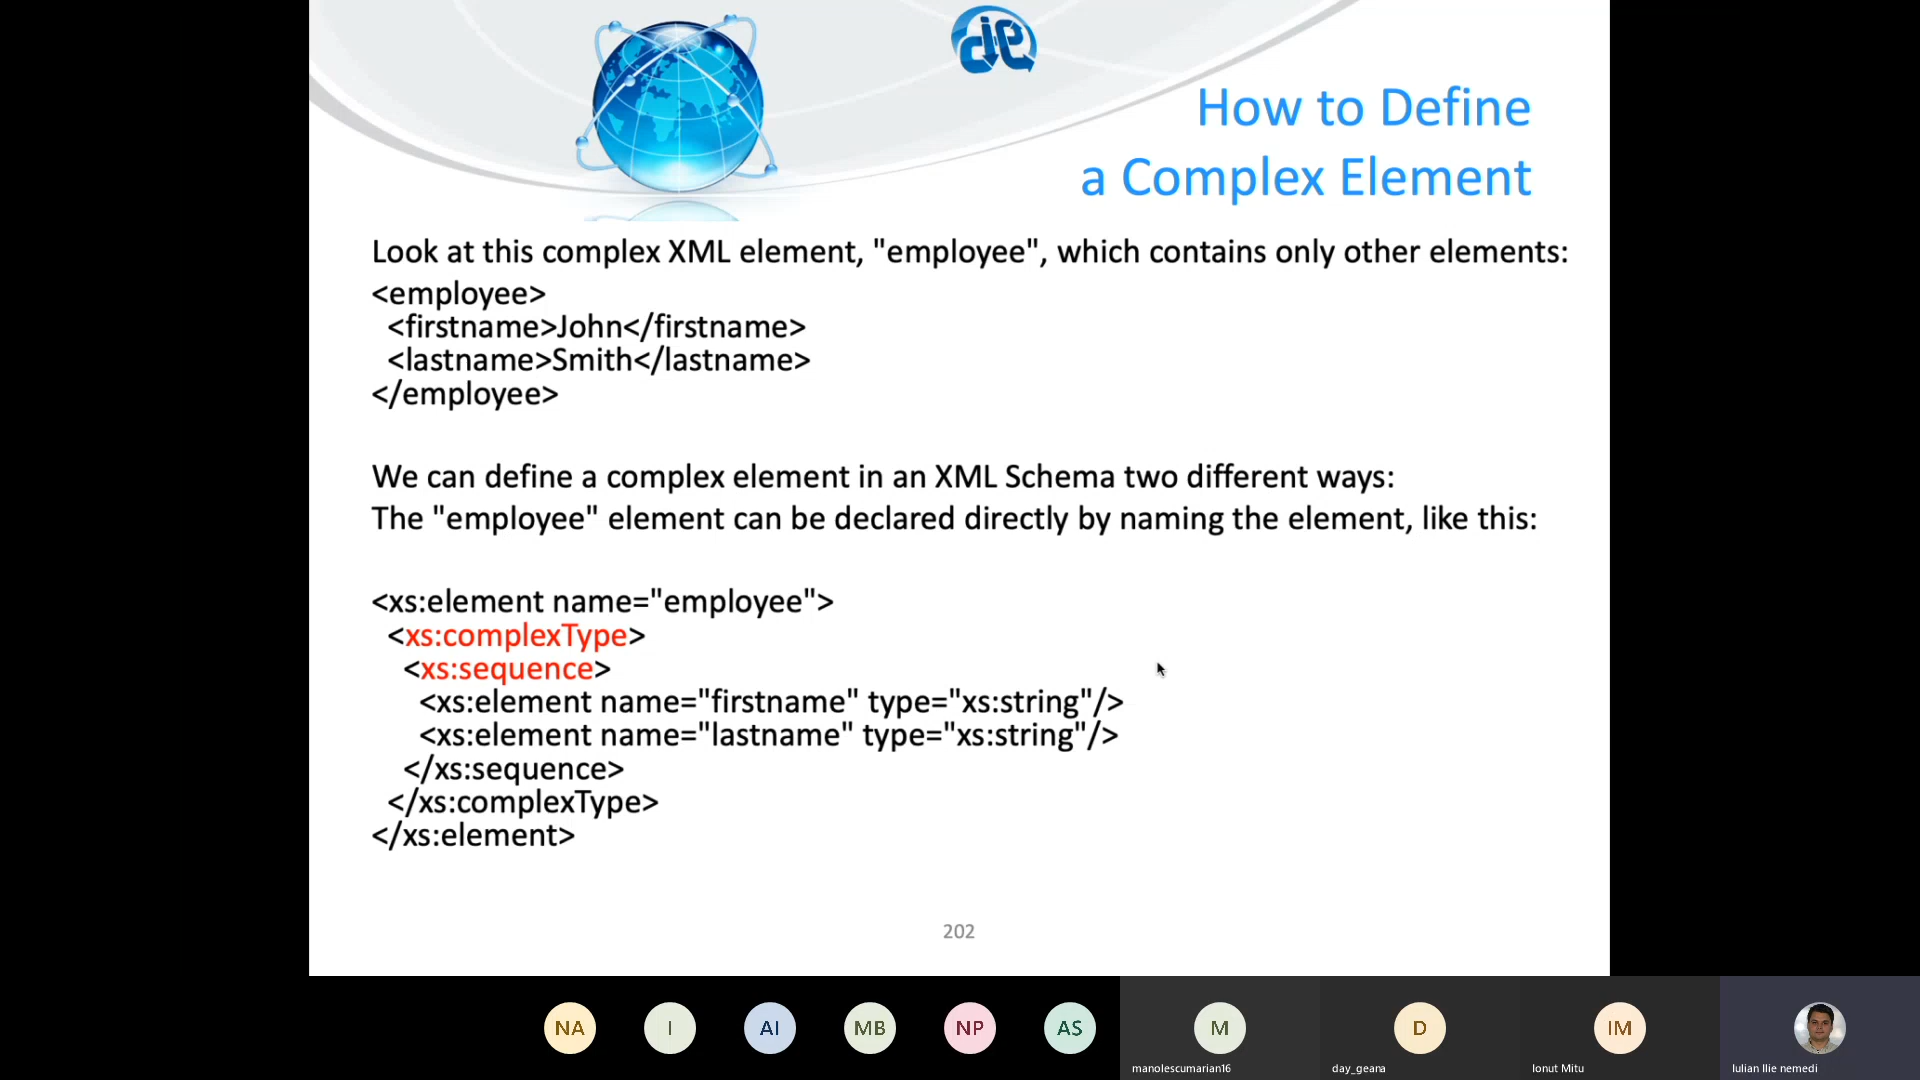 die
How to Define
a Complex Element
Look at this complex XML element, "employee", which contains only other elements:
<employee>
<firstname>John</firstname>
<lastname>Smith</lastname>
</employee>
We can define a complex element in an XML Schema two different ways:
The "employee" element can be declared directly by naming the element, like this:
<xs:element name="employee">
<xs:complexType>
<xs:sequence>
<xs:element name="firstname" type="xs:string"/>
<xs:element name="lastname" type="xs:string"/>
</xs:sequence>
</xs:complexType>
</xs:element>
202
NA I AI MB NP AS M D IM
manolescumarian16 day_geana Ionut Mitu Iulian Ilie nemedi